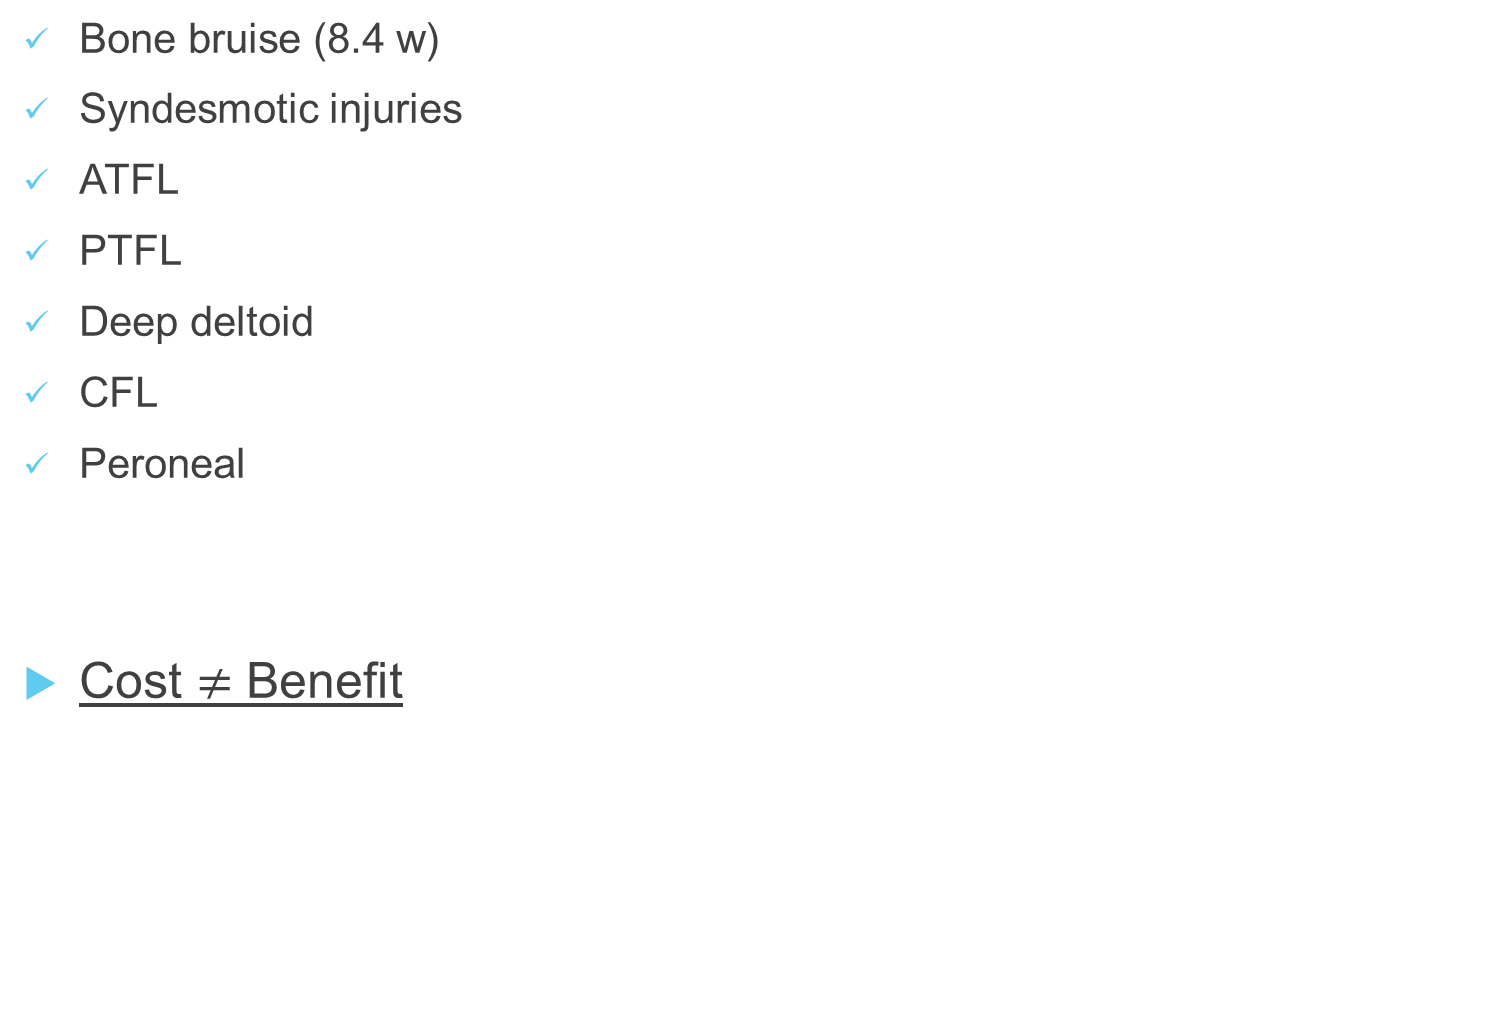 Bone bruise (8.4 w)
Syndesmotic injuries
ATFL
PTFL
Deep deltoid
CFL
Peroneal
Cost ≠ Benefit